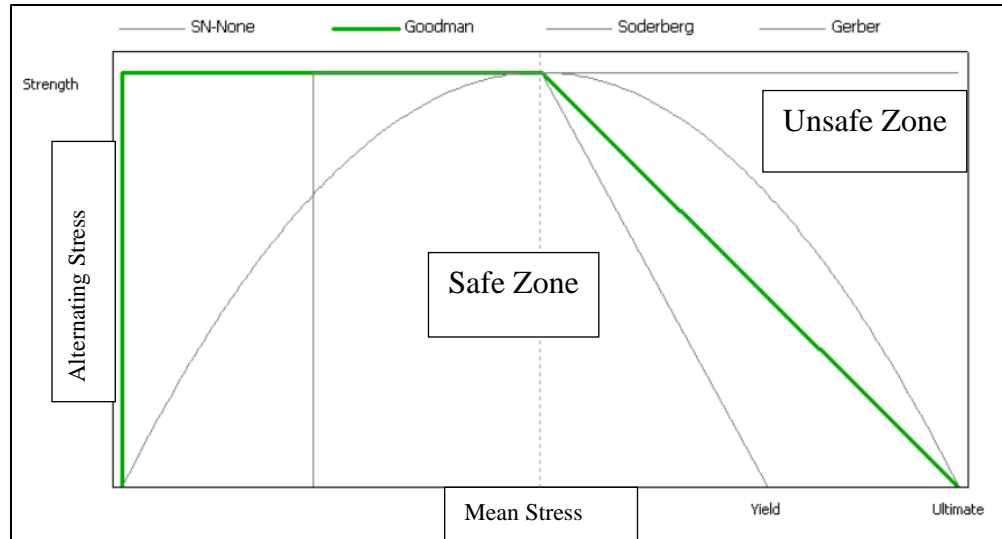 SN-None Goodman Soderberg Gerber
Strength
Unsafe Zone
Alternating Stress
Safe Zone
Mean Stress
Yield Ultimate